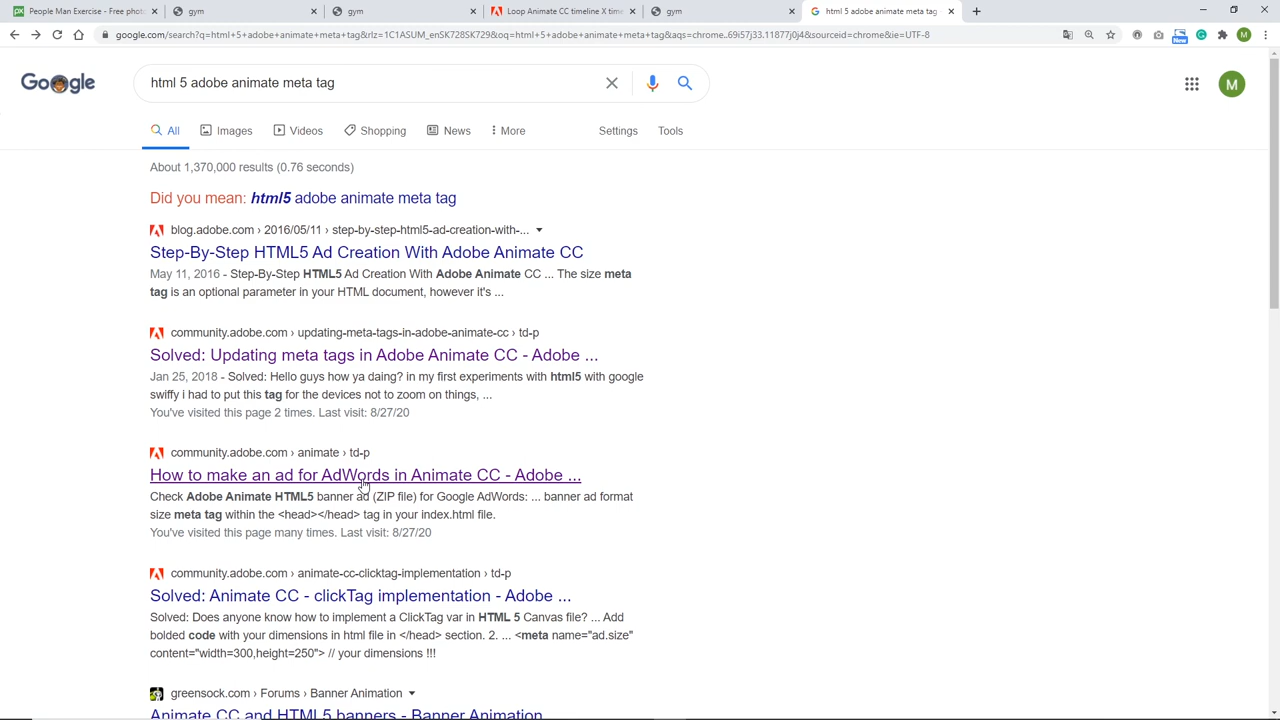 People Man Exercise - Free photo
gym
gym
Loop Animate CC timeline X time
gym
html 5 adobe animate meta tag -
google.com/search?q=html+5+adobe+animate+meta+tag&rlz=1C1ASUM_enSK728SK729&oq=html+5+adobe+animate+meta+tag&aqs=chrome..69i57j33.11877j0j4&sourceid=chrome&ie=UTF-8
New
M
Google
html 5 adobe animate meta tag
M
All
Images
Videos
Shopping
News
More
Settings
Tools
About 1,370,000 results (0.76 seconds)
Did you mean: html5 adobe animate meta tag
blog.adobe.com › 2016/05/11 › step-by-step-html5-ad-creation-with-...
Step-By-Step HTML5 Ad Creation With Adobe Animate CC
May 11, 2016 - Step-By-Step HTML5 Ad Creation With Adobe Animate CC ... The size meta
tag is an optional parameter in your HTML document, however it's ...
community.adobe.com › updating-meta-tags-in-adobe-animate-cc › td-p
Solved: Updating meta tags in Adobe Animate CC - Adobe ...
Jan 25, 2018 - Solved: Hello guys how ya daing? in my first experiments with html5 with google
swiffy i had to put this tag for the devices not to zoom on things, ...
You've visited this page 2 times. Last visit: 8/27/20
community.adobe.com › animate › td-p
How to make an ad for AdWords in Animate CC - Adobe ...
Check Adobe Animate HTML5 banner ad (ZIP file) for Google AdWords: ... banner ad format
size meta tag within the <head></head> tag in your index.html file.
You've visited this page many times. Last visit: 8/27/20
community.adobe.com › animate-cc-clicktag-implementation › td-p
Solved: Animate CC - clickTag implementation - Adobe ...
Solved: Does anyone know how to implement a ClickTag var in HTML 5 Canvas file? ... Add
bolded code with your dimensions in html file in </head> section. 2. ... <meta name="ad.size"
content="width=300,height=250"> // your dimensions !!!
greensock.com › Forums › Banner Animation
Animate CC and HTML5 banners - Banner Animation